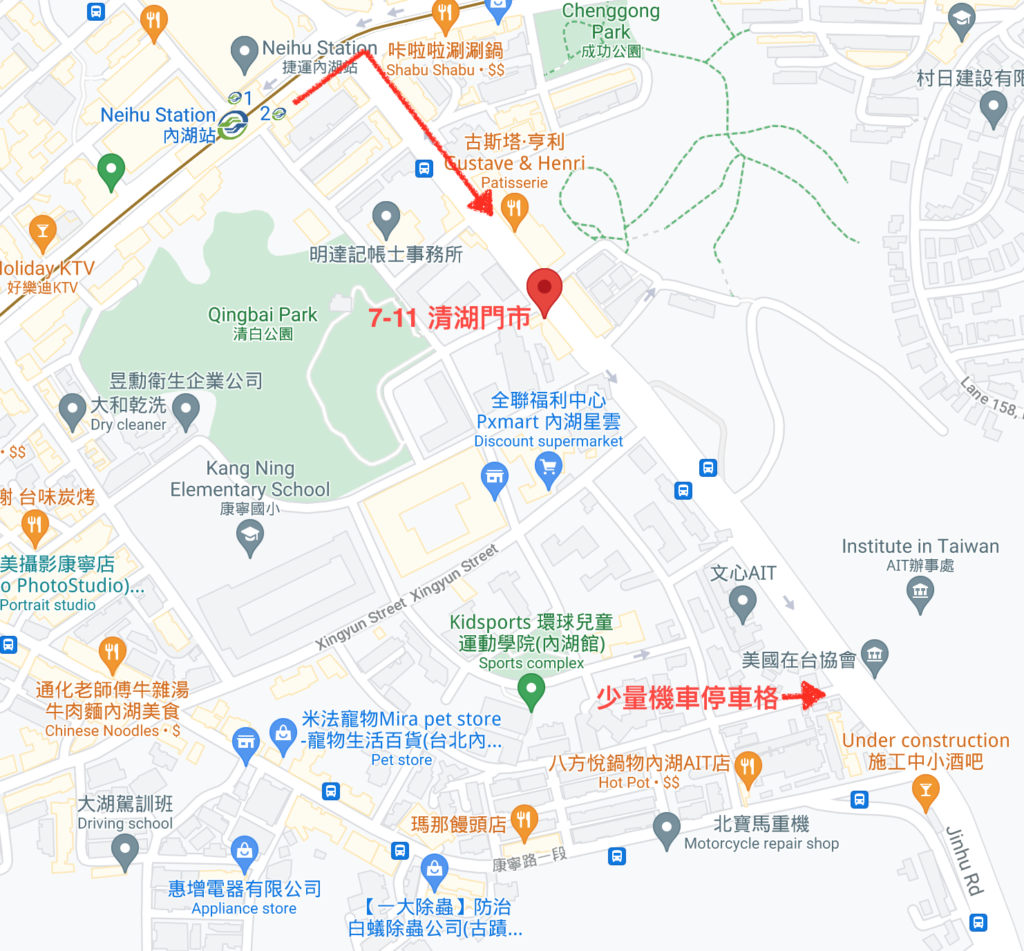 Chenggong
Park
成功公園
Neihu Station
捷運內湖站
咔啦啦涮涮鍋
Shabu Shabu • $$
村日建設有限
1
2
Neihu Station
內湖站
古斯塔·亨利
Gustave & Henri
Patisserie
明達記帳士事務所
Holiday KTV
好樂迪KTV
Qingbai Park
清白公園
7-11 清湖門市
昱勳衛生企業公司
大和乾洗
Dry cleaner
全聯福利中心
Pxmart 內湖星雲
Discount supermarket
Lane 158,
• $$
Kang Ning
Elementary School
康寧國小
謝 台味炭烤
美攝影康寧店
o PhotoStudio)...
Portrait studio
Xingyun Street
Xingyun Street
Institute in Taiwan
AIT辦事處
文心AIT
Kidsports 環球兒童
運動學院(內湖館)
Sports complex
美國在台協會
通化老師傅牛雜湯
牛肉麵內湖美食
Chinese Noodles • $
少量機車停車格
米法寵物Mira pet store
-寵物生活百貨(台北內...
Pet store
八方悅鍋物內湖AIT店
Hot Pot • $$
Under construction
施工中小酒吧
大湖駕訓班
Driving school
瑪那饅頭店
北寶馬重機
Motorcycle repair shop
康寧路一段
Jinhu Rd
惠增電器有限公司
Appliance store
【一大除蟲】防治
白蟻除蟲公司(古蹟...